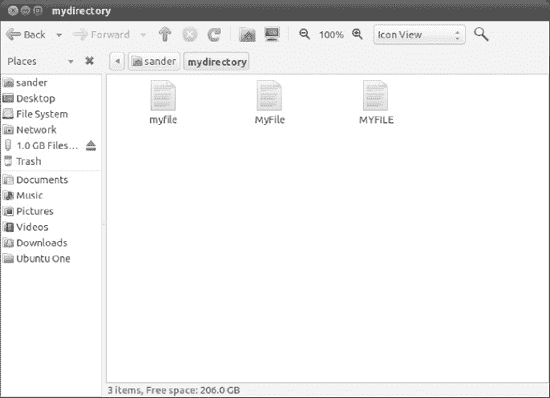 mydirectory
Back Forward 100% Icon View
Places sander mydirectory
sander
Desktop
File System
Network
1.0 GB Files...
Trash
Documents
Music
Pictures
Videos
Downloads
Ubuntu One
myfile MyFile MYFILE
3 items, Free space: 206.0 GB